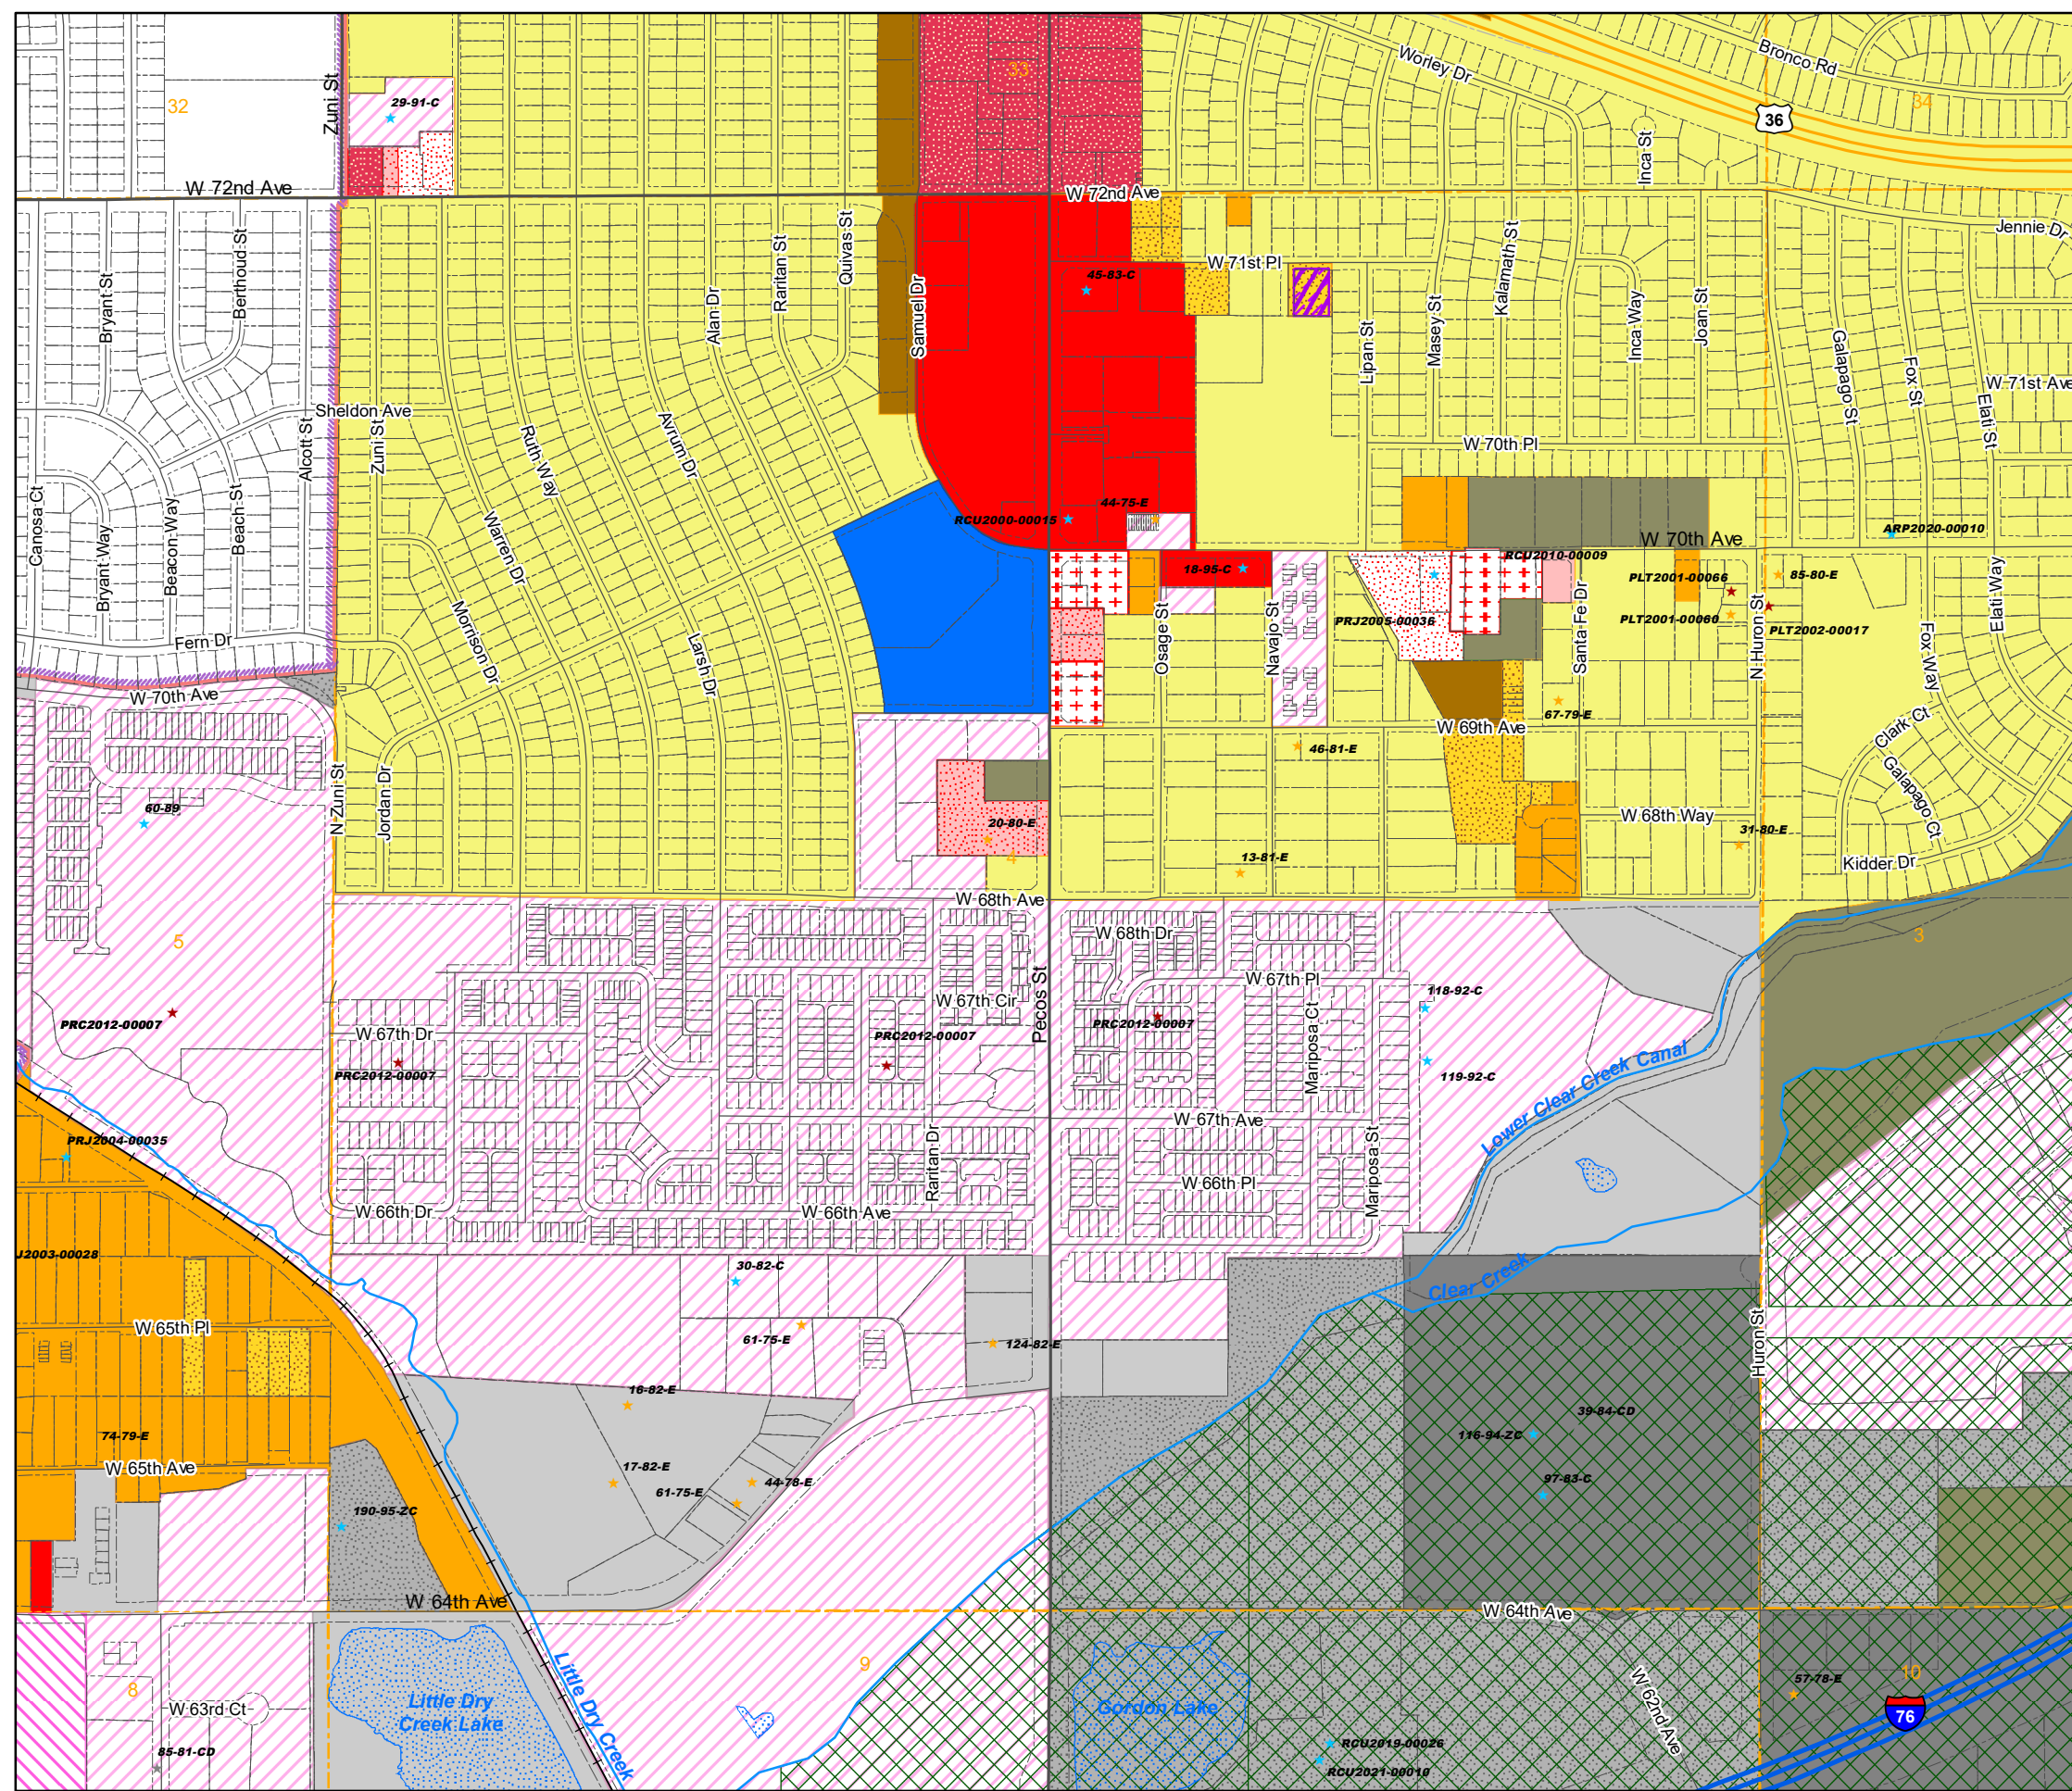 33
Worley Dr
Bronco Rd
34
32
Zuni St
29-91-C
36
Inca St
W 72nd Ave
W 72nd Ave
Jennie Dr
Bryant St
Berthoud St
Alan Dr
Raritan St
Quivas St
Samuel Dr
45-83-C
W 71st Pl
Lipan St
Masey St
Kalamath St
Inca Way
Joan St
Galapago St
Fox St
Elati St
W 71st Ave
Sheldon Ave
Alcott St
Zuni St
Ruth Way
Avrum Dr
W 70th Pl
Canosa Ct
Bryant Way
Beacon Way
Beach St
Warren Dr
44-75-E
RCU2000-00015
ARP2020-00010
W 70th Ave
RCU2010-00009
18-95-C
PLT2001-00066
85-80-E
Elati Way
Morrison Dr
Larsh Dr
Osage St
Navajo St
PRJ2005-00036
Santa Fe Dr
PLT2001-00060
PLT2002-00017
N Huron St
Fox Way
Fern Dr
W 70th Ave
67-79-E
W 69th Ave
46-81-E
Clark Ct
Galapago Ct
N Zuni St
Jordan Dr
60-89
20-80-E
4
W 68th Way
31-80-E
13-81-E
Kidder Dr
W 68th Ave
5
W 68th Dr
3
W 67th Pl
118-92-C
Pecos St
W 67th Cir
PRC2012-00007
W 67th Dr
PRC2012-00007
PRC2012-00007
PRC2012-00007
Mariposa Ct
119-92-C
Lower Clear Creek Canal
W 67th Ave
PRJ2004-00035
Raritan Dr
Mariposa St
W 66th Pl
W 66th Dr
W 66th Ave
J2003-00028
30-82-C
Clear Creek
W 65th Pl
61-75-E
124-82-E
Huron St
16-82-E
39-84-CD
74-79-E
116-94-ZC
W 65th Ave
17-82-E
44-78-E
61-75-E
97-83-C
190-95-ZC
W 64th Ave
W 64th Ave
9
8
Little Dry Creek
W 62nd Ave
57-78-E
10
Little Dry
Creek Lake
W 63rd Ct
Gordon Lake
76
85-81-CD
RCU2019-00026
RCU2021-00010